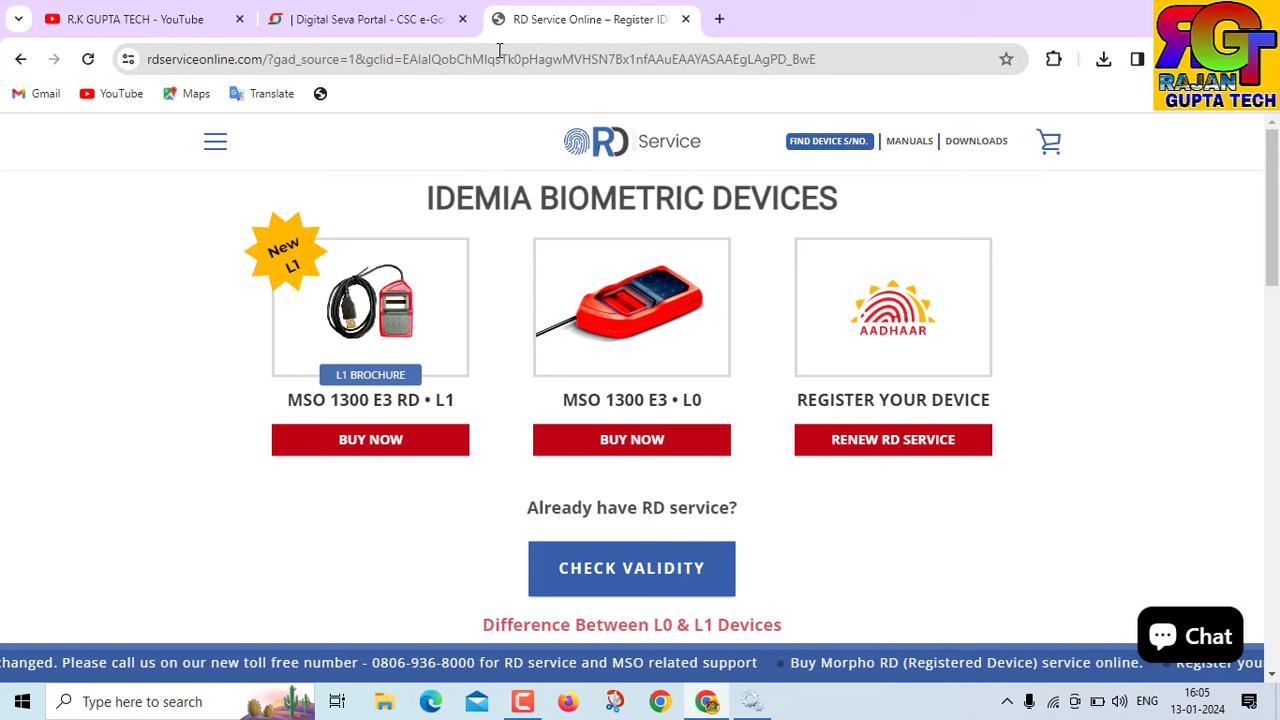 R.K GUPTA TECH
Digital Seva Portal - CSC e-Go
RD Service Online – Register ID
rdserviceonline.com/?gad_source=1&gclid=
Gmail
YouTube
Maps
Translate
RGT
RAJAN
GUPTA TECH
RD Service
FIND DEVICE S/NO.
MANUALS
DOWNLOADS
IDEMIA BIOMETRIC DEVICES
New
L1
AADHAAR
L1 BROCHURE
MSO 1300 E3 RD • L1
MSO 1300 E3 • L0
REGISTER YOUR DEVICE
BUY NOW
BUY NOW
RENEW RD SERVICE
Already have RD service?
CHECK VALIDITY
Difference Between L0 & L1 Devices
Chat
changed. Please call us on our new toll free number - 0806-936-8000 for RD service and MSO related support • Buy Morpho RD (Registered Device) service online. • Register you
Type here to search
ENG
16:05
13-01-2024